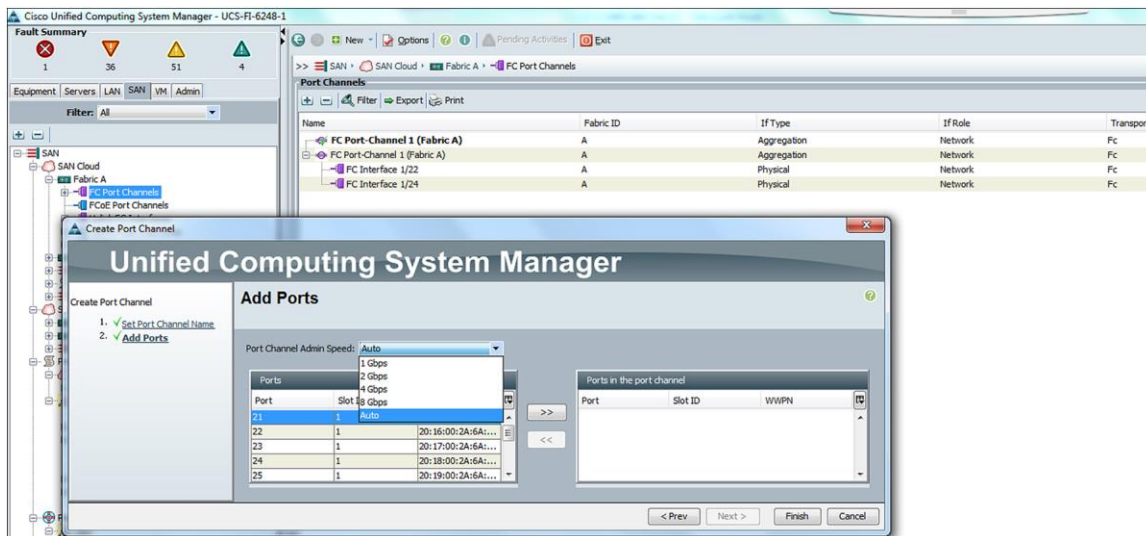 Cisco Unified Computing System Manager - UCS-FI-6248-1
Fault Summary
1 36 51 4
New Options Pending Activities Exit
>> SAN SAN Cloud Fabric A FC Port Channels
Equipment Servers LAN SAN VM Admin
Filter: All
SAN
SAN Cloud
Fabric A
FC Port Channels
FCoE Port Channels
Port Channels
Filter Export Print
Name Fabric ID If Type If Role Transpor
FC Port-Channel 1 (Fabric A) A Aggregation Network Fc
FC Port-Channel 1 (Fabric A) A Aggregation Network Fc
FC Interface 1/22 A Physical Network Fc
FC Interface 1/24 A Physical Network Fc
Create Port Channel
Unified Computing System Manager
Create Port Channel
1. Set Port Channel Name
2. Add Ports
Add Ports
Port Channel Admin Speed: Auto
1 Gbps
2 Gbps
4 Gbps
8 Gbps
Auto
Ports
Port Slot
21 1
22 1 20:16:00:2A:6A:...
23 1 20:17:00:2A:6A:...
24 1 20:18:00:2A:6A:...
25 1 20:19:00:2A:6A:...
>>
<<
Ports in the port channel
Port Slot ID WWPN
< Prev Next > Finish Cancel